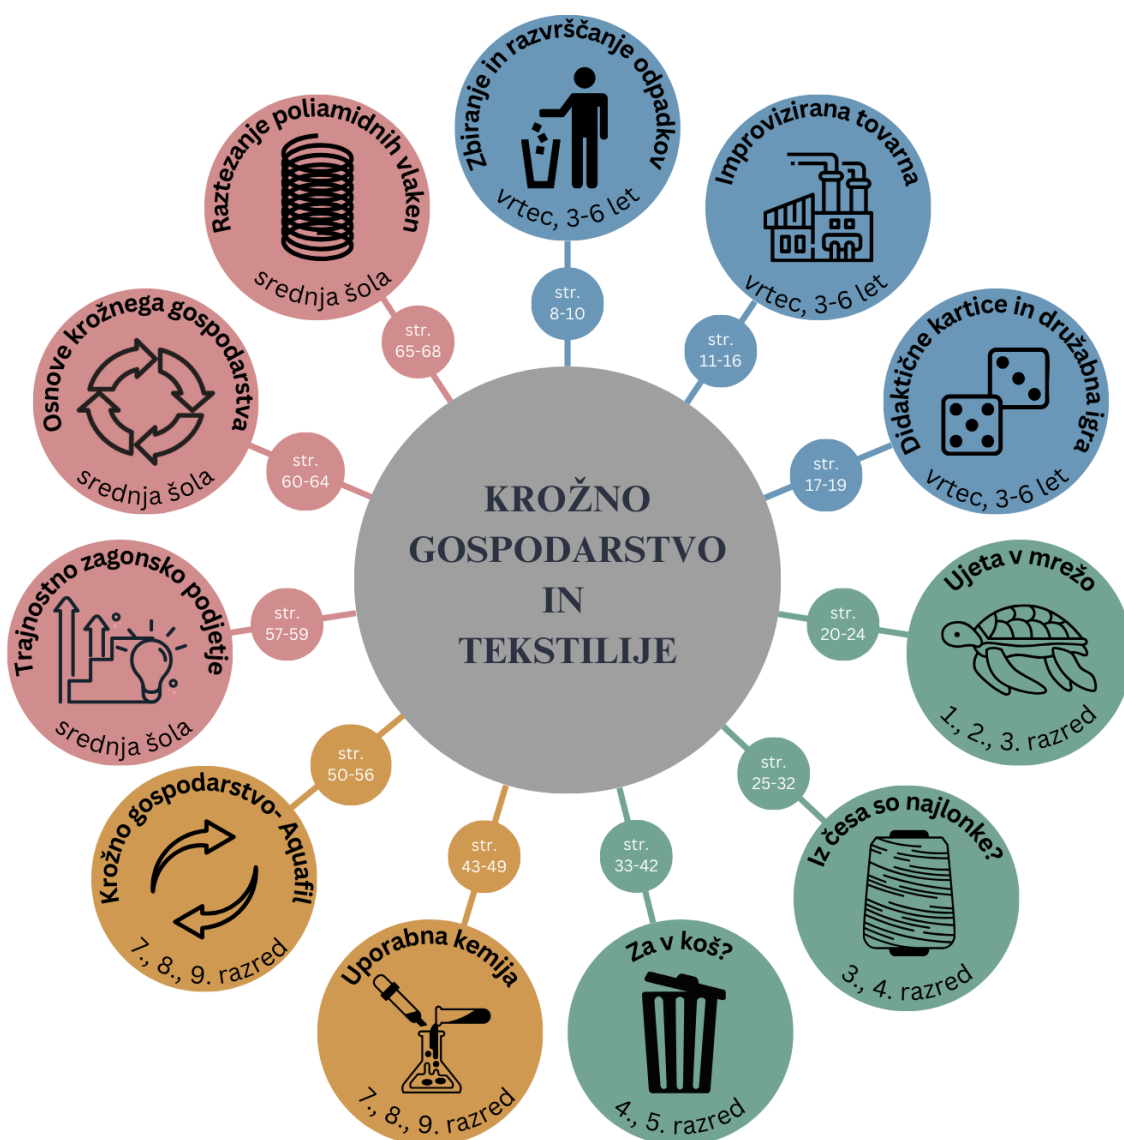 KROŽNO
GOSPODARSTVO
IN
TEKSTILIJE
Zbiranje in razvrščanje odpadkov
vrtec, 3-6 let
str.
8-10
Improvizirana tovarna
vrtec, 3-6 let
str.
11-16
Didaktične kartice in družabna igra
vrtec, 3-6 let
str.
17-19
Ujeta v mrežo
1., 2., 3. razred
str.
20-24
Iz česa so najlonke?
3., 4. razred
str.
25-32
Za v koš?
4., 5. razred
str.
33-42
Uporabna kemija
7., 8., 9. razred
str.
43-49
Krožno gospodarstvo- Aquafil
7., 8., 9. razred
str.
50-56
Trajnostno zagonsko podjetje
srednja šola
str.
57-59
Osnove krožnega gospodarstva
srednja šola
str.
60-64
Raztezanje poliamidnih vlaken
srednja šola
str.
65-68